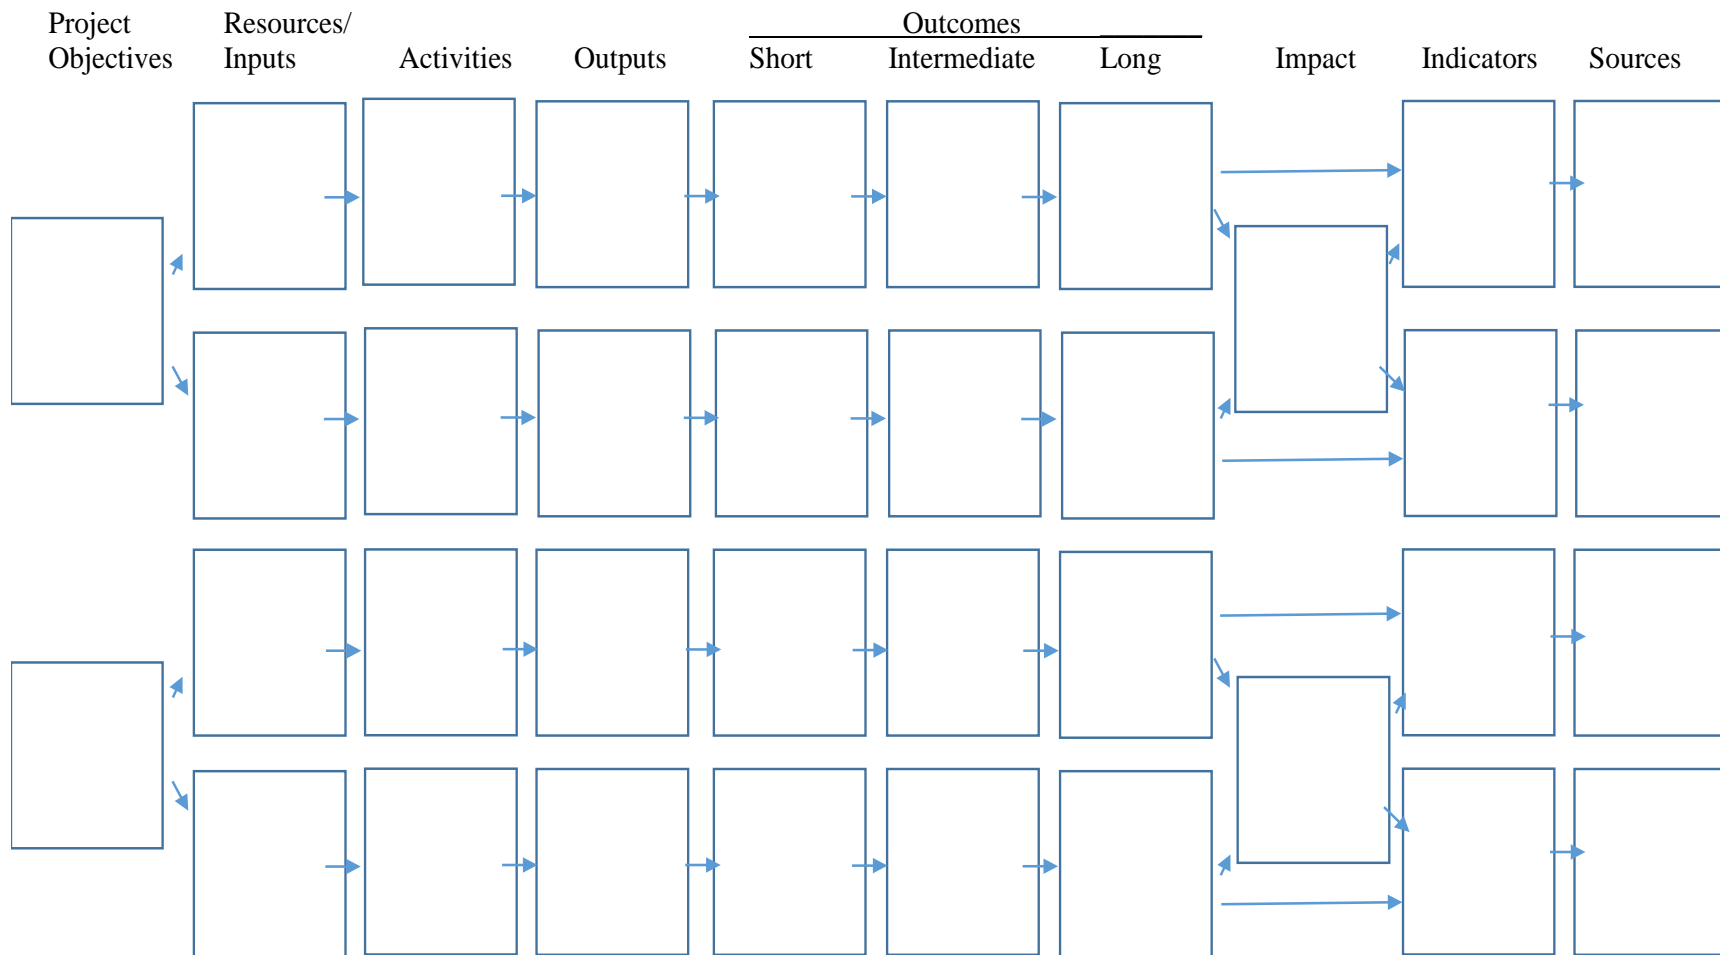 Project Resources/ Outcomes
Objectives Inputs Activities Outputs Short Intermediate Long Impact Indicators Sources